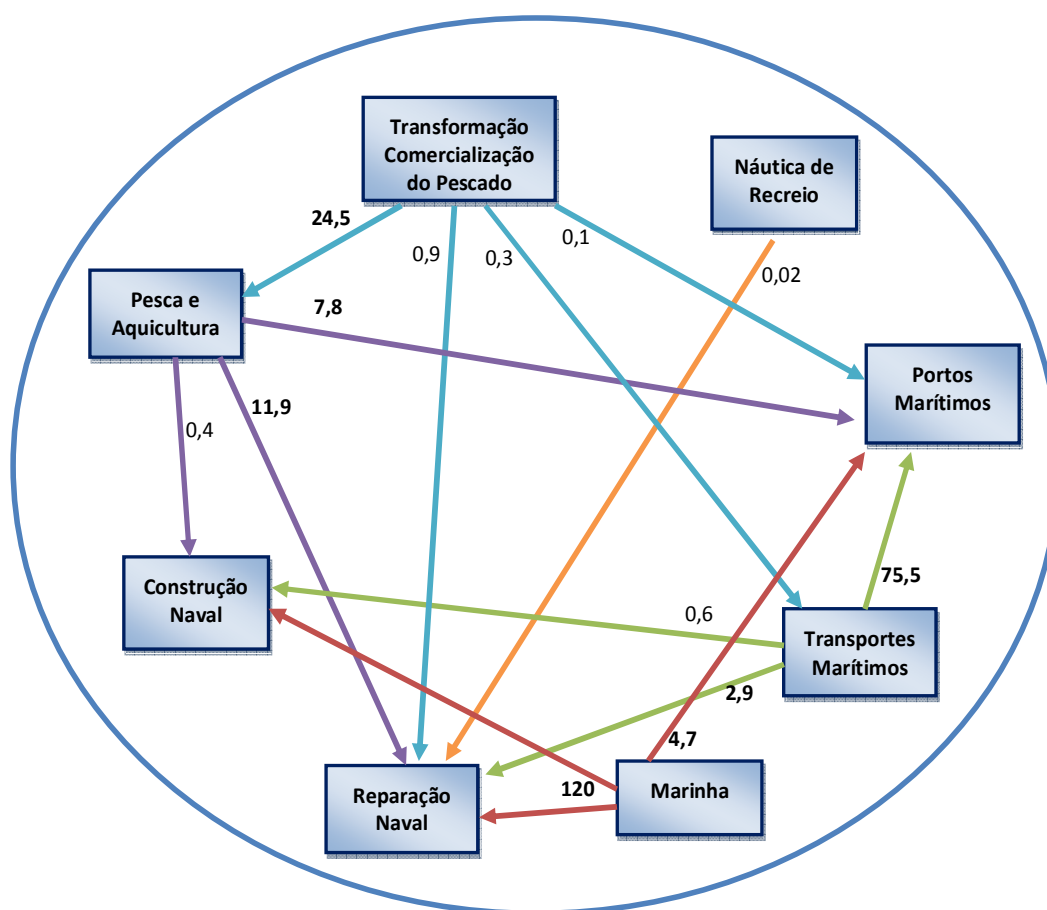 Transformação
Comercialização
do Pescado
Náutica de
Recreio
24,5
0,9
0,3
0,1
0,02
Pesca e
Aquicultura
7,8
Portos
Marítimos
11,9
0,4
Construção
Naval
75,5
0,6
Transportes
Marítimos
2,9
4,7
120
Reparação
Naval
Marinha